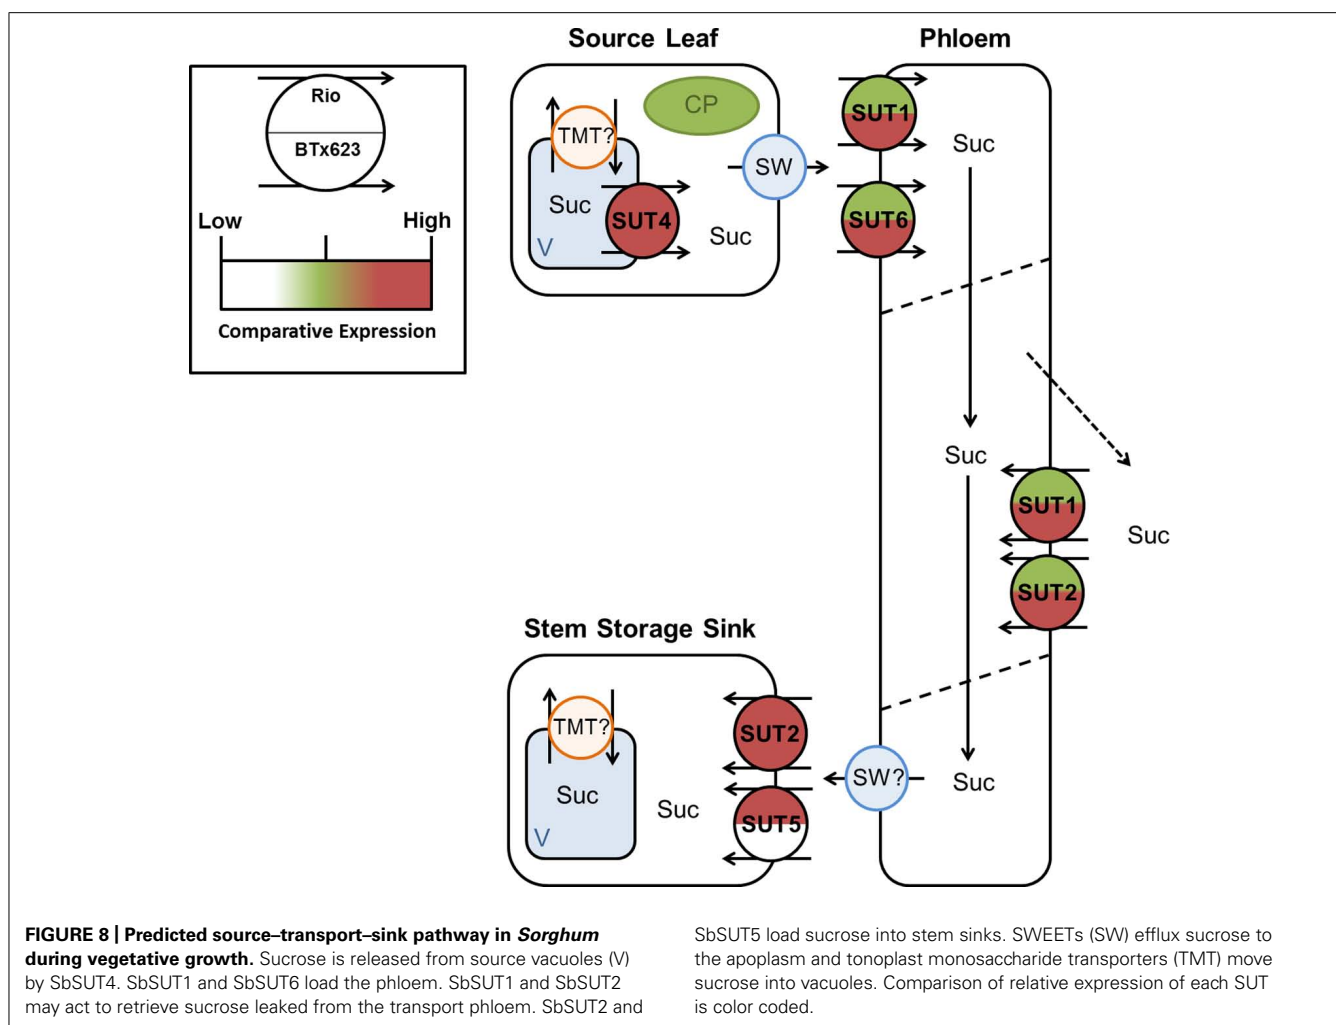 Source Leaf
Phloem
Rio
BTx623
Low
High
Comparative Expression
CP
TMT?
Suc
V
SUT4
Suc
SW
SUT1
SUT6
Suc
Suc
SUT1
SUT2
Suc
Stem Storage Sink
TMT?
Suc
V
Suc
SUT2
SUT5
SW?
Suc
FIGURE 8 | Predicted source–transport–sink pathway in Sorghum
during vegetative growth. Sucrose is released from source vacuoles (V)
by SbSUT4. SbSUT1 and SbSUT6 load the phloem. SbSUT1 and SbSUT2
may act to retrieve sucrose leaked from the transport phloem. SbSUT2 and
SbSUT5 load sucrose into stem sinks. SWEETs (SW) efflux sucrose to
the apoplasm and tonoplast monosaccharide transporters (TMT) move
sucrose into vacuoles. Comparison of relative expression of each SUT
is color coded.